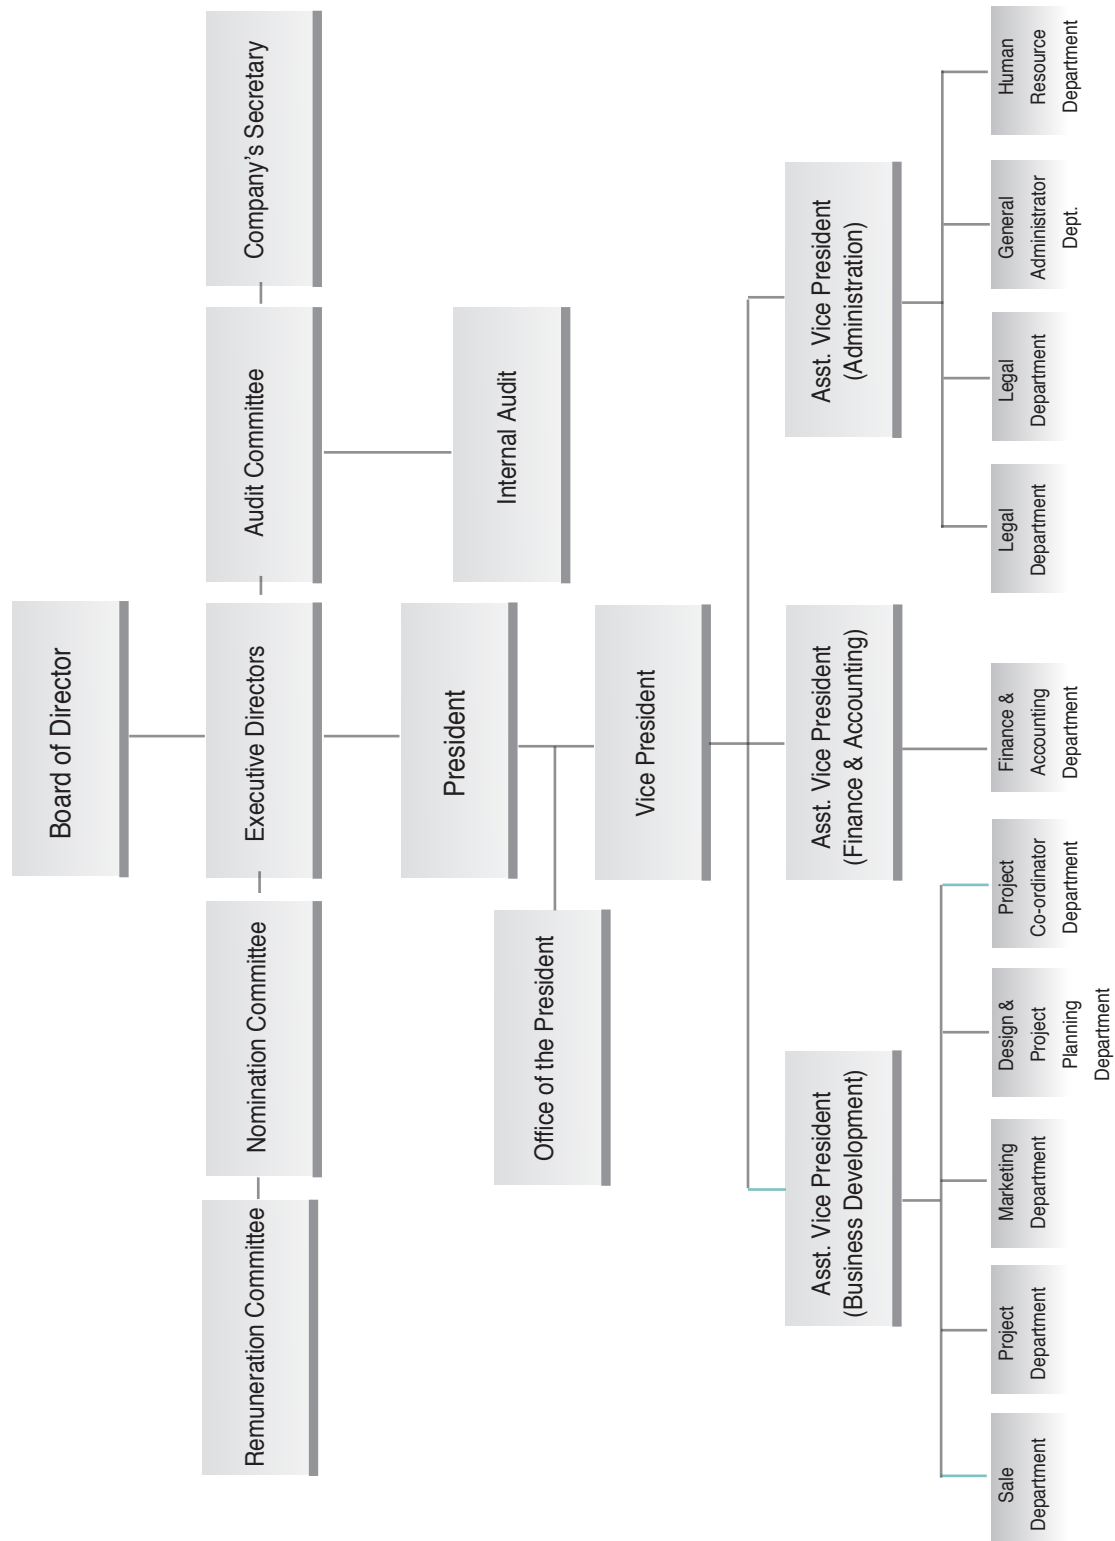 Board of Director
Remuneration Committee
Nomination Committee
Executive Directors
Audit Committee
Company's Secretary
President
Internal Audit
Office of the President
Vice President
Asst. Vice President
(Business Development)
Asst. Vice President
(Finance & Accounting)
Asst. Vice President
(Administration)
Sale
Department
Project
Department
Marketing
Department
Design &
Project
Planning
Department
Project
Co-ordinator
Department
Finance &
Accounting
Department
Legal
Department
Legal
Department
General
Administrator
Dept.
Human
Resource
Department